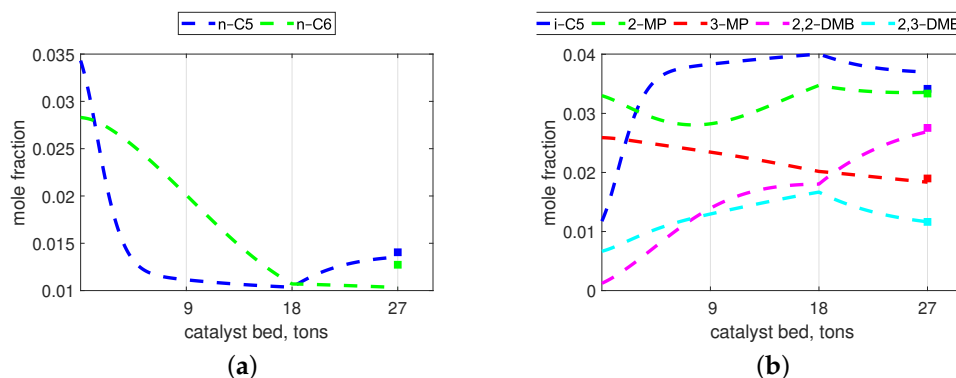 n-C5 n-C6
0.035
0.03
0.025
0.02
0.015
0.01
mole fraction
9 18 27
catalyst bed, tons
(a)
i-C5 2-MP 3-MP 2,2-DMB 2,3-DMB
0.04
0.03
0.02
0.01
0
mole fraction
9 18 27
catalyst bed, tons
(b)